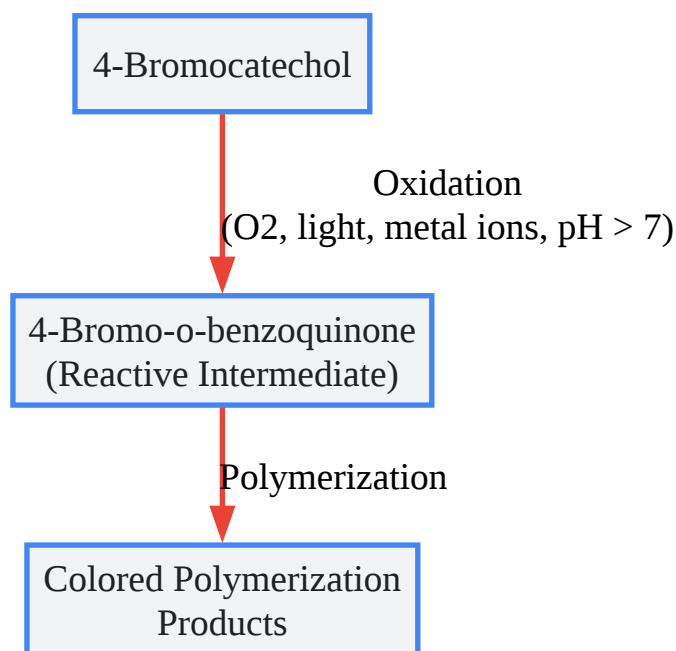 4-Bromocatechol
Oxidation
(O2, light, metal ions, pH > 7)
4-Bromo-o-benzoquinone
(Reactive Intermediate)
Polymerization
Colored Polymerization
Products